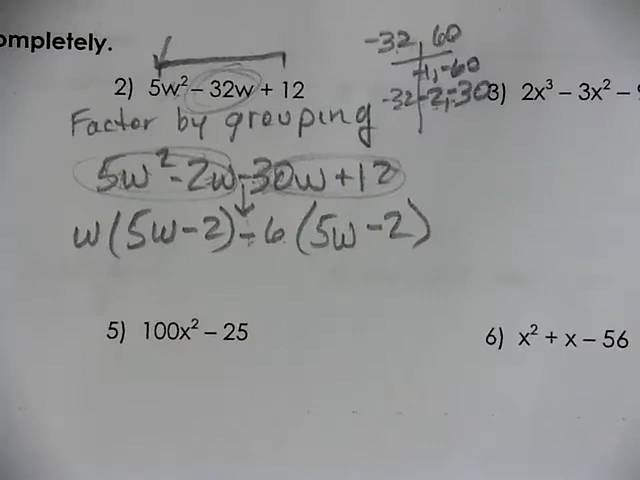 ompletely.
-32, 60
-1, -60
-32 -2, -30
2) 5w² – 32w + 12
3) 2x³ – 3x² –
Factor by grouping
5w² - 2w - 30w + 12
w(5w - 2) - 6(5w - 2)
5) 100x² – 25
6) x² + x – 56